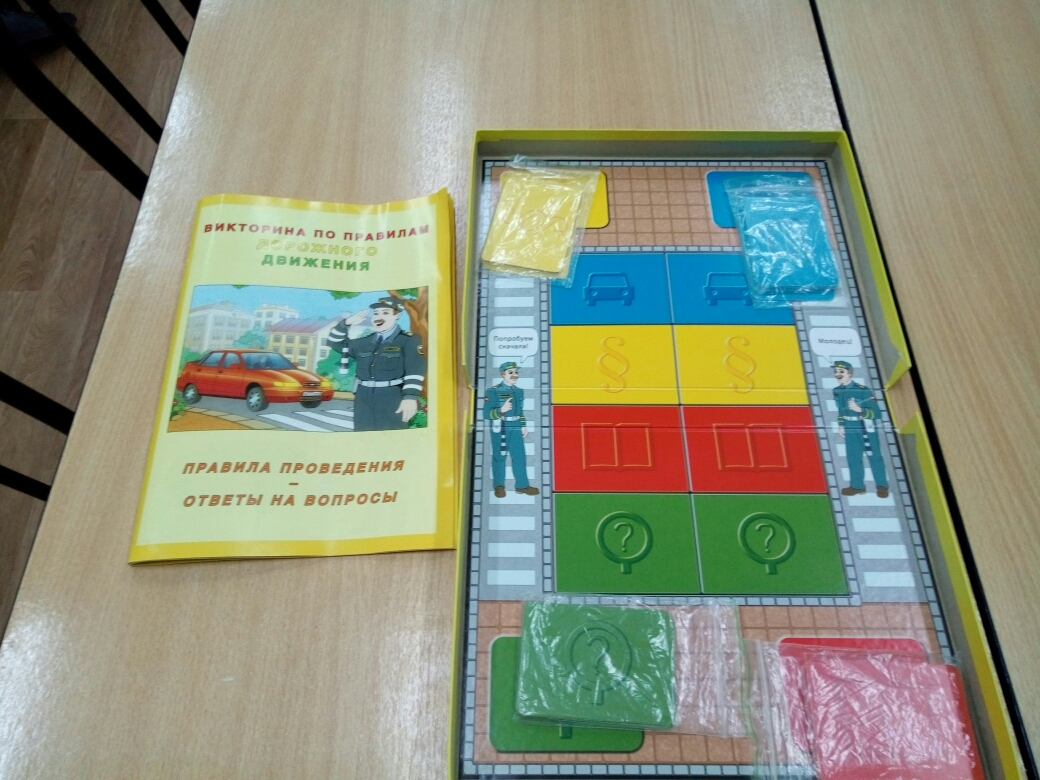 ВИКТОРИНА ПО ПРАВИЛАМ
ДОРОЖНОГО
ДВИЖЕНИЯ
ПРАВИЛА ПРОВЕДЕНИЯ
–
ОТВЕТЫ НА ВОПРОСЫ
Попробуем
сначала!
Молодец!